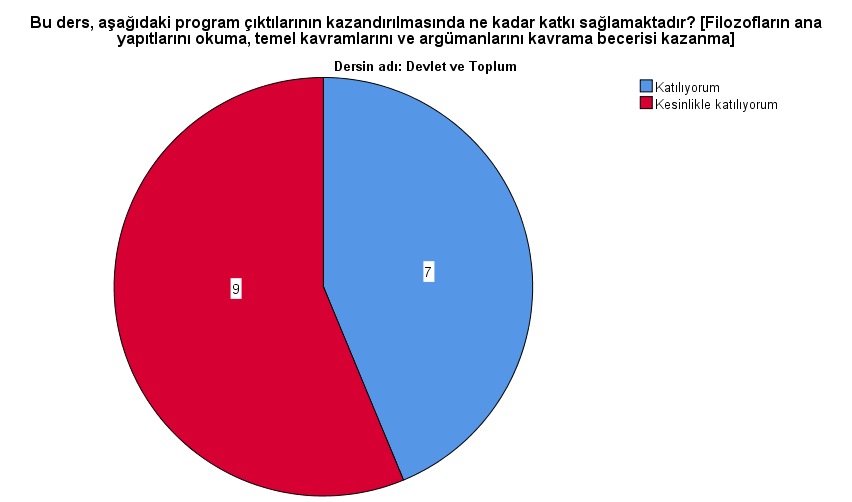 Bu ders, aşağıdaki program çıktılarının kazandırılmasında ne kadar katkı sağlamaktadır? [Filozofların ana
yapıtlarını okuma, temel kavramlarını ve argümanlarını kavrama becerisi kazanma]
Dersin adı: Devlet ve Toplum
Katılıyorum
Kesinlikle katılıyorum
7
9